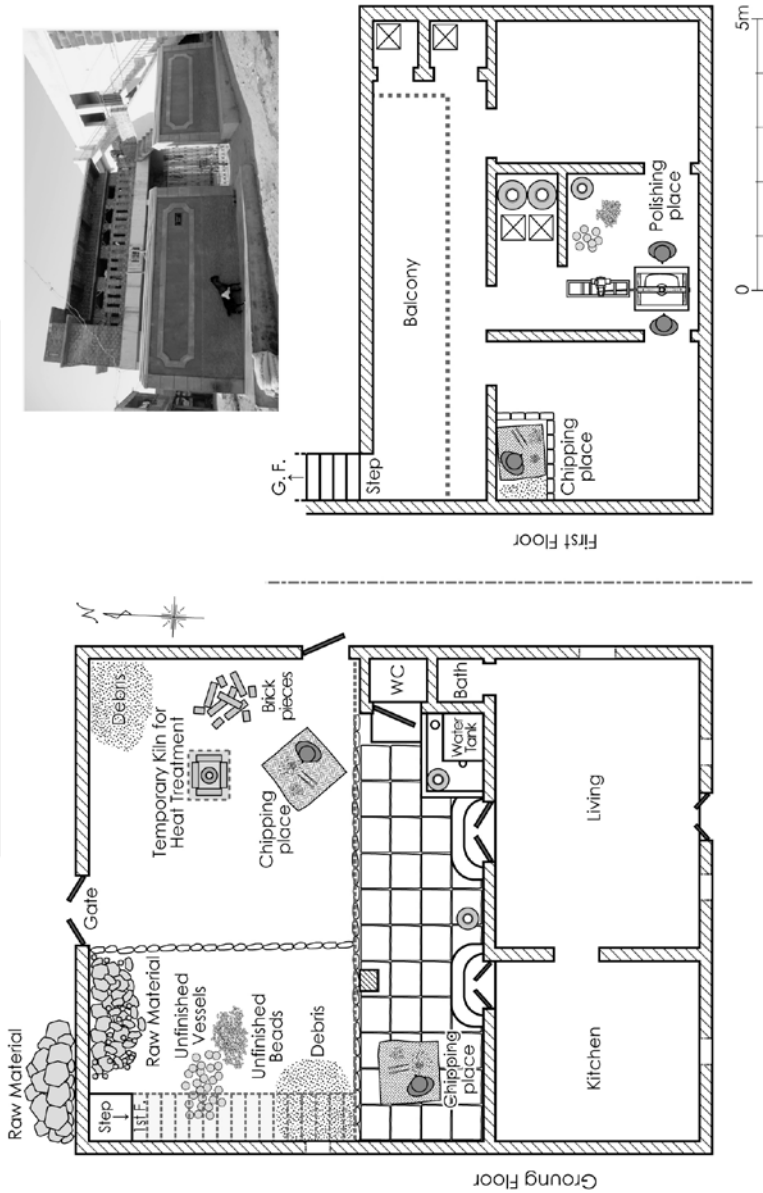 Groung Floor
Raw Material
Step
1st F.
Raw Material
Unfinished
Vessels
Unfinished
Beads
Debris
Chipping
place
Kitchen
Gate
Temporary Kiln for
Heat Treatment
Debris
Brick
pieces
Chipping
place
WC
Bath
Water
Tank
Living
N
First Floor
G. F.
Step
Balcony
Chipping
place
Polishing
place
0
5m